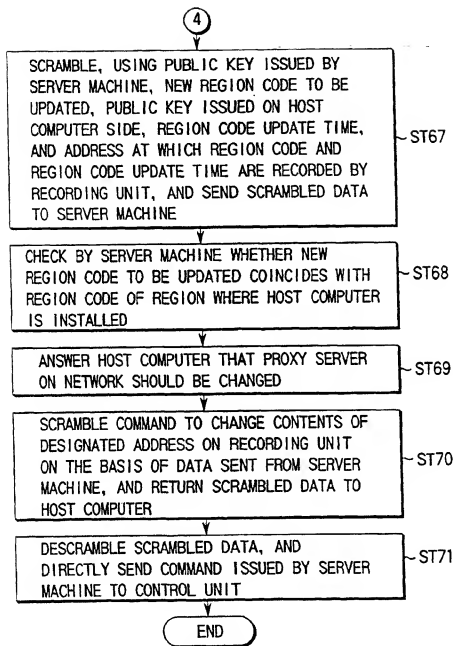 4
SCRAMBLE, USING PUBLIC KEY ISSUED BY
SERVER MACHINE, NEW REGION CODE TO BE
UPDATED, PUBLIC KEY ISSUED ON HOST
COMPUTER SIDE, REGION CODE UPDATE TIME,
AND ADDRESS AT WHICH REGION CODE AND
REGION CODE UPDATE TIME ARE RECORDED BY
RECORDING UNIT, AND SEND SCRAMBLED DATA
TO SERVER MACHINE
ST67
CHECK BY SERVER MACHINE WHETHER NEW
REGION CODE TO BE UPDATED COINCIDES WITH
REGION CODE OF REGION WHERE HOST COMPUTER
IS INSTALLED
ST68
ANSWER HOST COMPUTER THAT PROXY SERVER
ON NETWORK SHOULD BE CHANGED
ST69
SCRAMBLE COMMAND TO CHANGE CONTENTS OF
DESIGNATED ADDRESS ON RECORDING UNIT
ON THE BASIS OF DATA SENT FROM SERVER
MACHINE, AND RETURN SCRAMBLED DATA TO
HOST COMPUTER
ST70
DESCRAMBLE SCRAMBLED DATA, AND
DIRECTLY SEND COMMAND ISSUED BY SERVER
MACHINE TO CONTROL UNIT
ST71
END